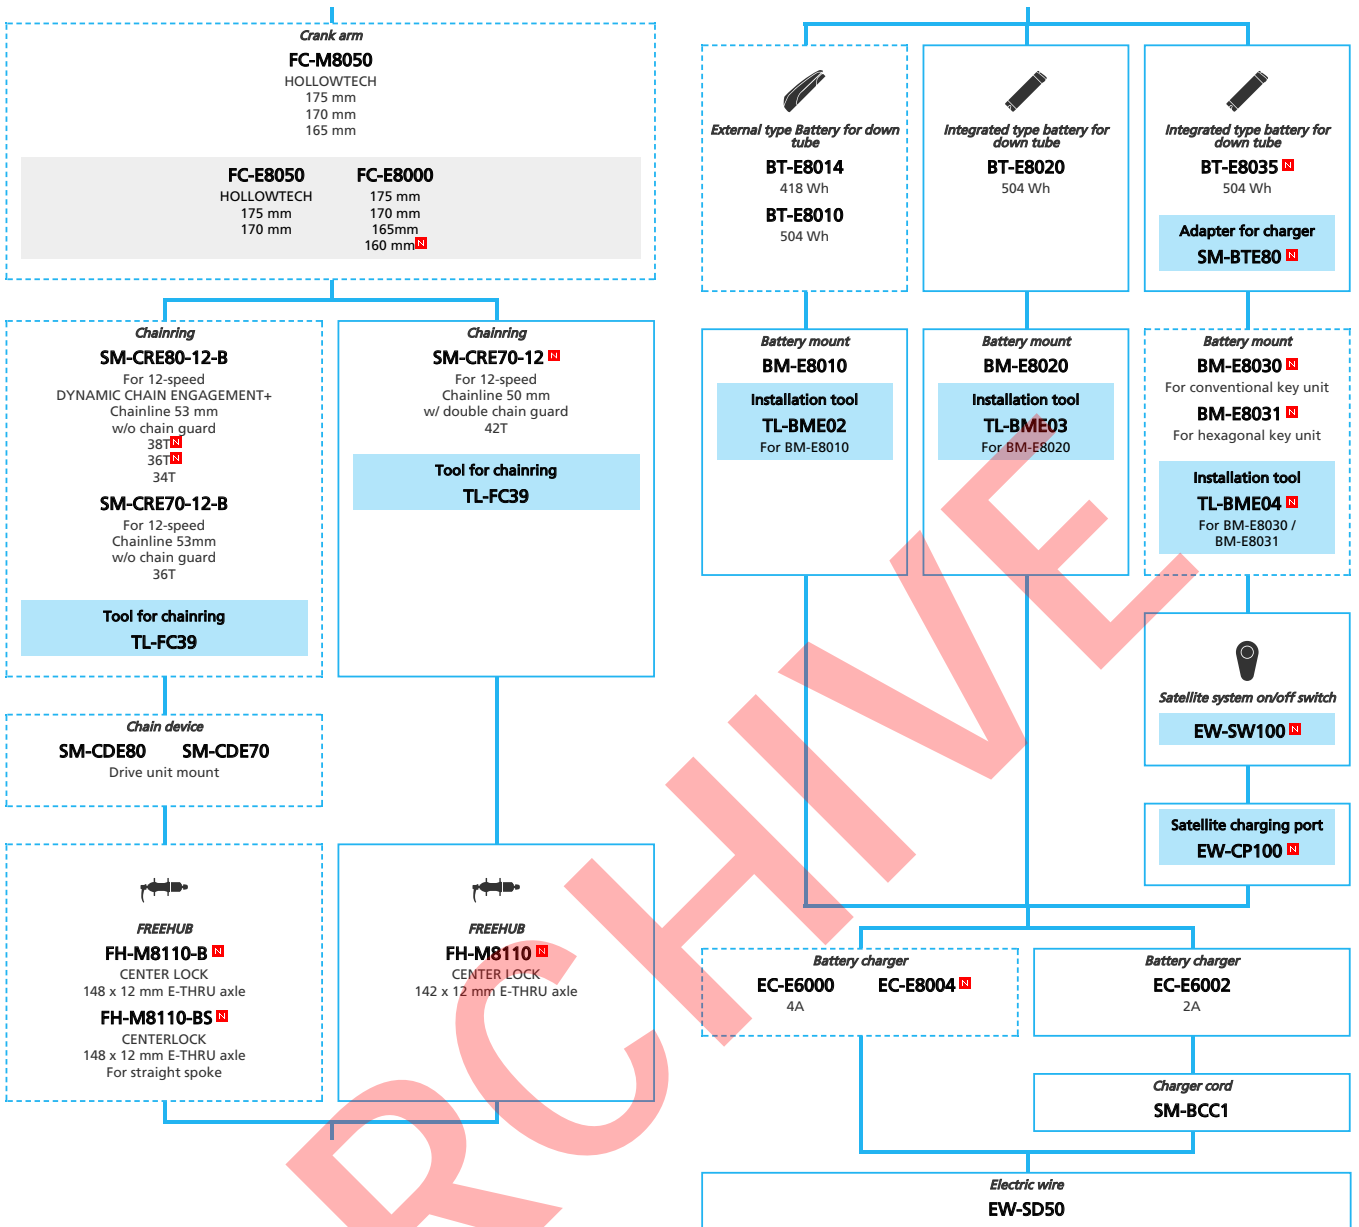 Crank arm
FC-M8050
HOLLOWTECH
175 mm
170 mm
165 mm
FC-E8050
HOLLOWTECH
175 mm
170 mm
FC-E8000
175 mm
170 mm
165mm
160 mm N
Chainring
SM-CRE80-12-B
For 12-speed
DYNAMIC CHAIN ENGAGEMENT+
Chainline 53 mm
w/o chain guard
38T N
36T N
34T
SM-CRE70-12-B
For 12-speed
Chainline 53mm
w/o chain guard
36T
Tool for chainring
TL-FC39
Chainring
SM-CRE70-12 N
For 12-speed
Chainline 50 mm
w/ double chain guard
42T
Tool for chainring
TL-FC39
Chain device
SM-CDE80 SM-CDE70
Drive unit mount
FREEHUB
FH-M8110-B N
CENTER LOCK
148 x 12 mm E-THRU axle
FH-M8110-BS N
CENTERLOCK
148 x 12 mm E-THRU axle
For straight spoke
FREEHUB
FH-M8110 N
CENTER LOCK
142 x 12 mm E-THRU axle
External type Battery for down
tube
BT-E8014
418 Wh
BT-E8010
504 Wh
Integrated type battery for
down tube
BT-E8020
504 Wh
Integrated type battery for
down tube
BT-E8035 N
504 Wh
Adapter for charger
SM-BTE80 N
Battery mount
BM-E8010
Installation tool
TL-BME02
For BM-E8010
Battery mount
BM-E8020
Installation tool
TL-BME03
For BM-E8020
Battery mount
BM-E8030 N
For conventional key unit
BM-E8031 N
For hexagonal key unit
Installation tool
TL-BME04 N
For BM-E8030 /
BM-E8031
Satellite system on/off switch
EW-SW100 N
Satellite charging port
EW-CP100 N
Battery charger
EC-E6000 EC-E8004 N
4A
Battery charger
EC-E6002
2A
Charger cord
SM-BCC1
Electric wire
EW-SD50
RCHIVE